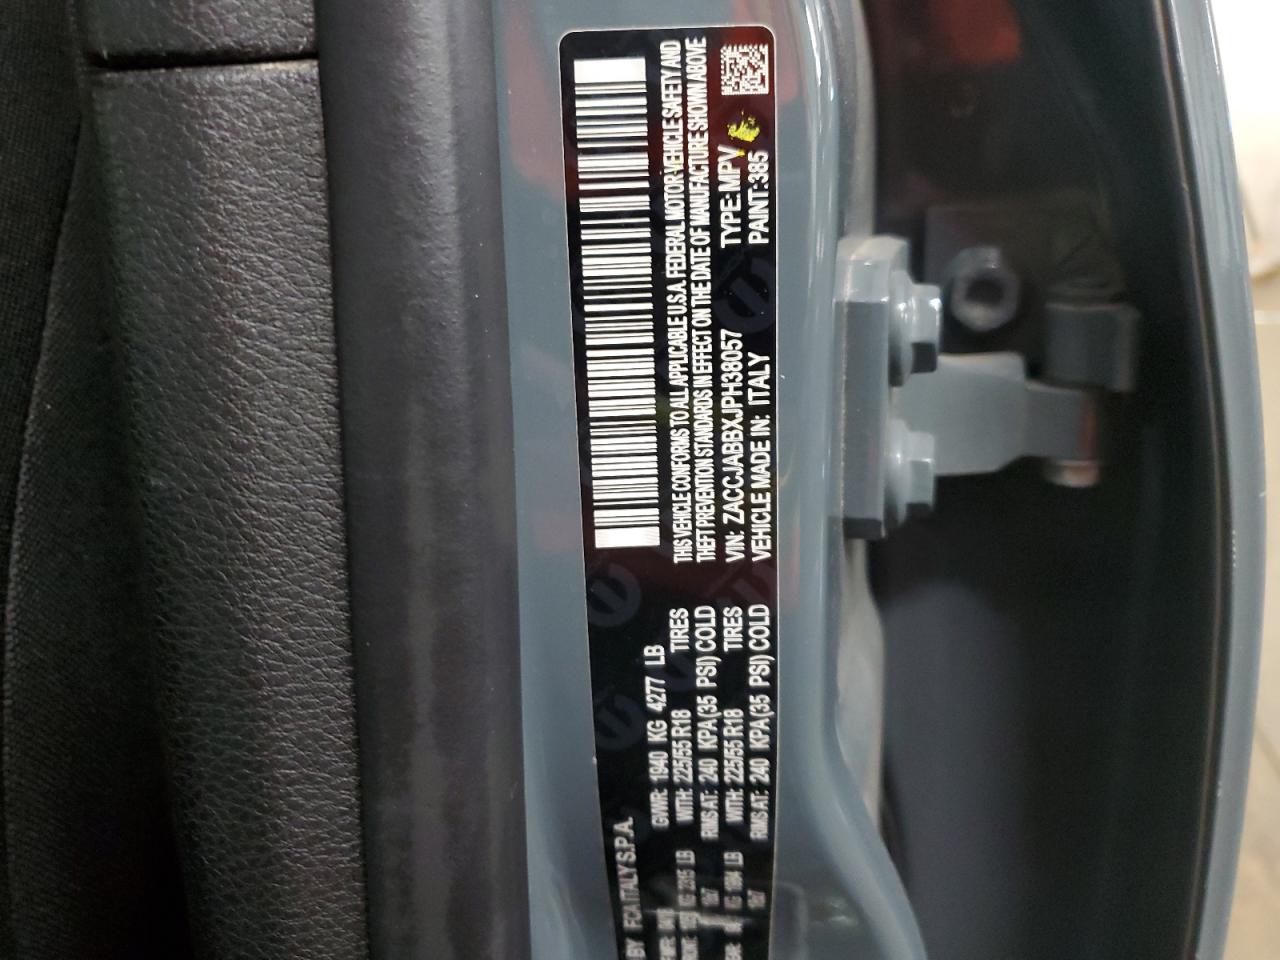 BY FCA ITALY S.P.A.
GVWR: 1940 KG 4277 LB
WITH: 225/55 R18 TIRES
RIMS AT: 240 KPA(35 PSI) COLD
WITH: 225/55 R18 TIRES
RIMS AT: 240 KPA(35 PSI) COLD
THIS VEHICLE CONFORMS TO ALL APPLICABLE U.S.A. FEDERAL MOTOR VEHICLE SAFETY AND
THEFT PREVENTION STANDARDS IN EFFECT ON THE DATE OF MANUFACTURE SHOWN ABOVE
VIN: ZACCJABBXJPH38057 TYPE: MPV
VEHICLE MADE IN: ITALY PAINT: 385